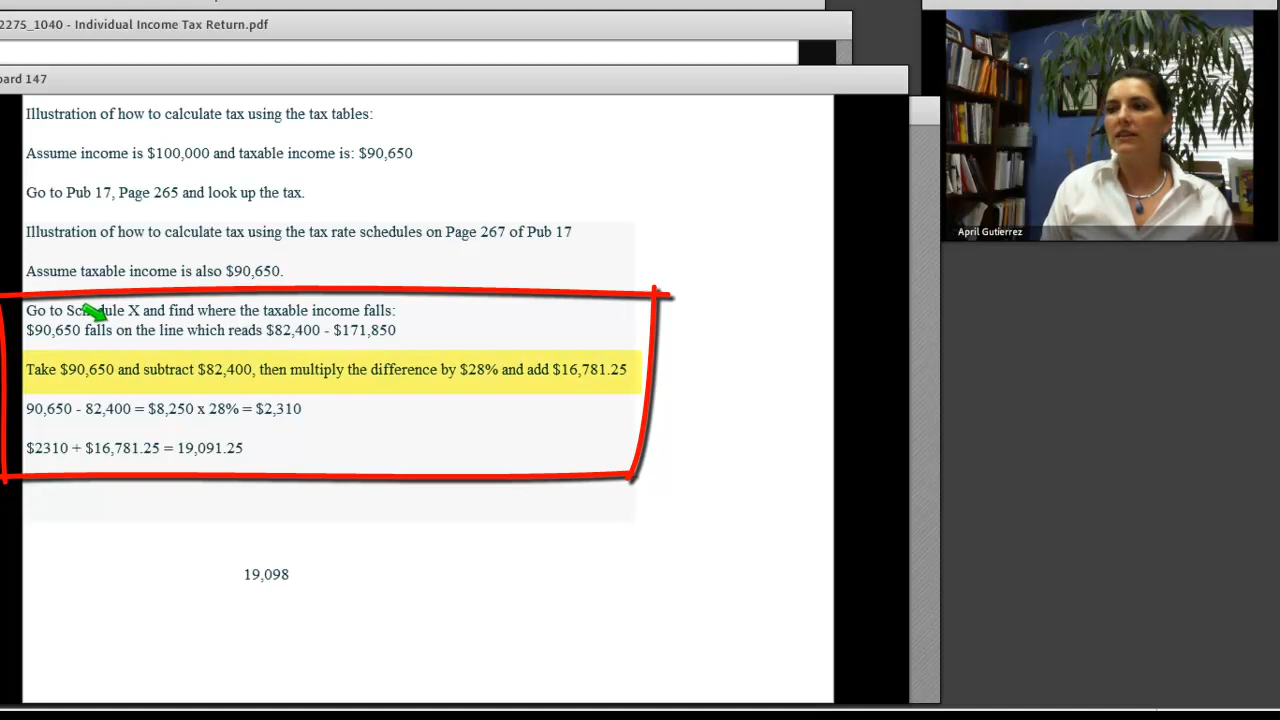 2275_1040 - Individual Income Tax Return.pdf
oard 147
Illustration of how to calculate tax using the tax tables:
Assume income is $100,000 and taxable income is: $90,650
Go to Pub 17, Page 265 and look up the tax.
Illustration of how to calculate tax using the tax rate schedules on Page 267 of Pub 17
Assume taxable income is also $90,650.
Go to Schedule X and find where the taxable income falls:
$90,650 falls on the line which reads $82,400 - $171,850
Take $90,650 and subtract $82,400, then multiply the difference by $28% and add $16,781.25
90,650 - 82,400 = $8,250 x 28% = $2,310
$2310 + $16,781.25 = 19,091.25
19,098
April Gutierrez